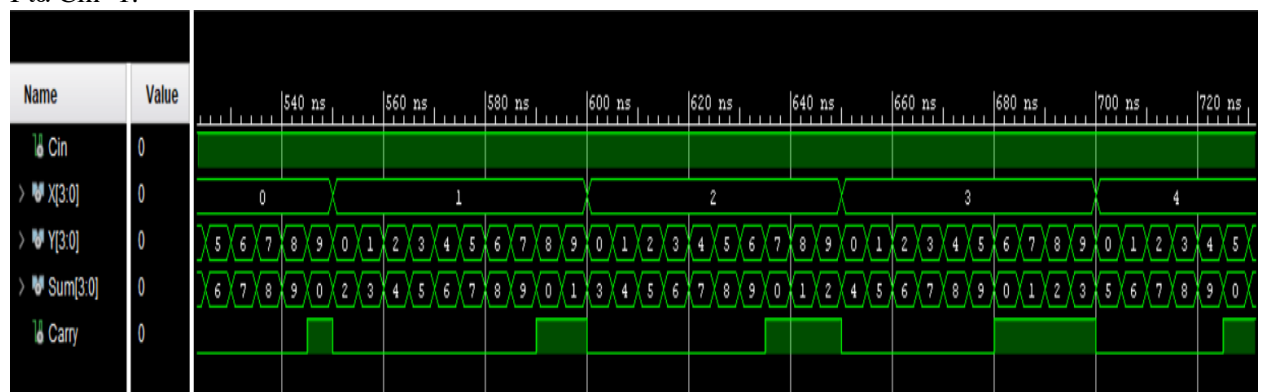 Name Value 540 ns 560 ns 580 ns 600 ns 620 ns 640 ns 660 ns 680 ns 700 ns 720 ns
Cin 0
X[3:0] 0 0 1 2 3 4
Y[3:0] 0 5 6 7 8 9 0 1 2 3 4 5 6 7 8 9 0 1 2 3 4 5 6 7 8 9 0 1 2 3 4 5 6 7 8 9 0 1 2 3 4 5
Sum[3:0] 0 6 7 8 9 0 2 3 4 5 6 7 8 9 0 1 3 4 5 6 7 8 9 0 1 2 4 5 6 7 8 9 0 1 2 3 5 6 7 8 9 0
Carry 0